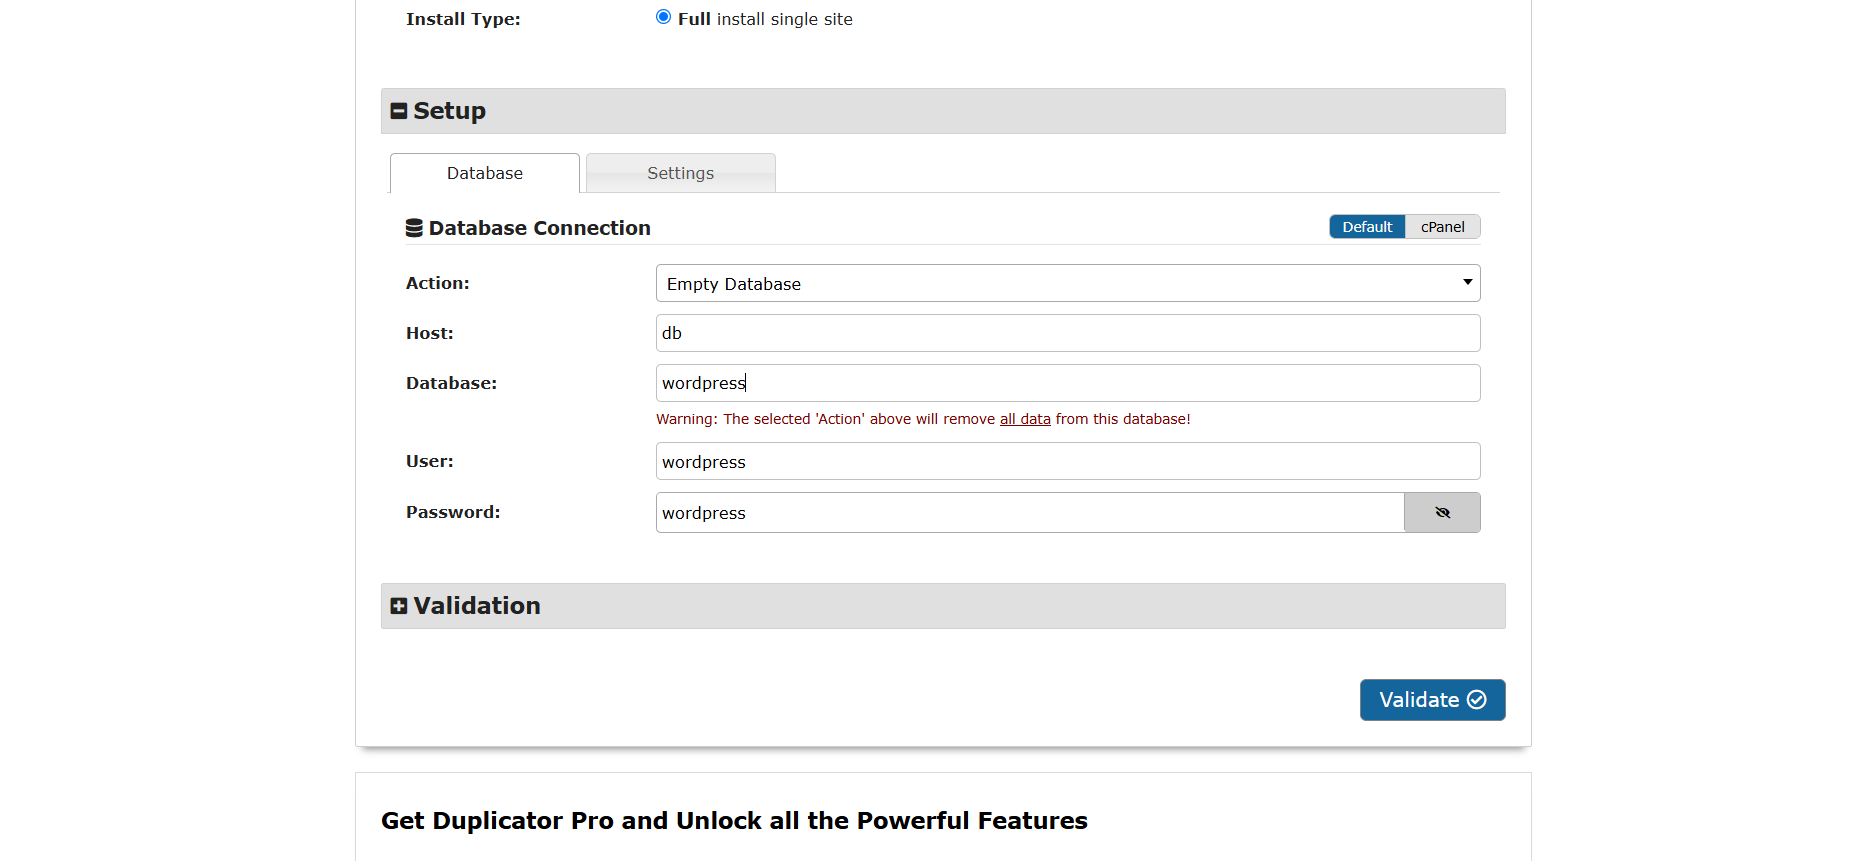 Install Type: Full install single site
Setup
Database Settings
Database Connection Default cPanel
Action: Empty Database
Host: db
Database: wordpress
Warning: The selected 'Action' above will remove all data from this database!
User: wordpress
Password: wordpress
Validation
Validate
Get Duplicator Pro and Unlock all the Powerful Features